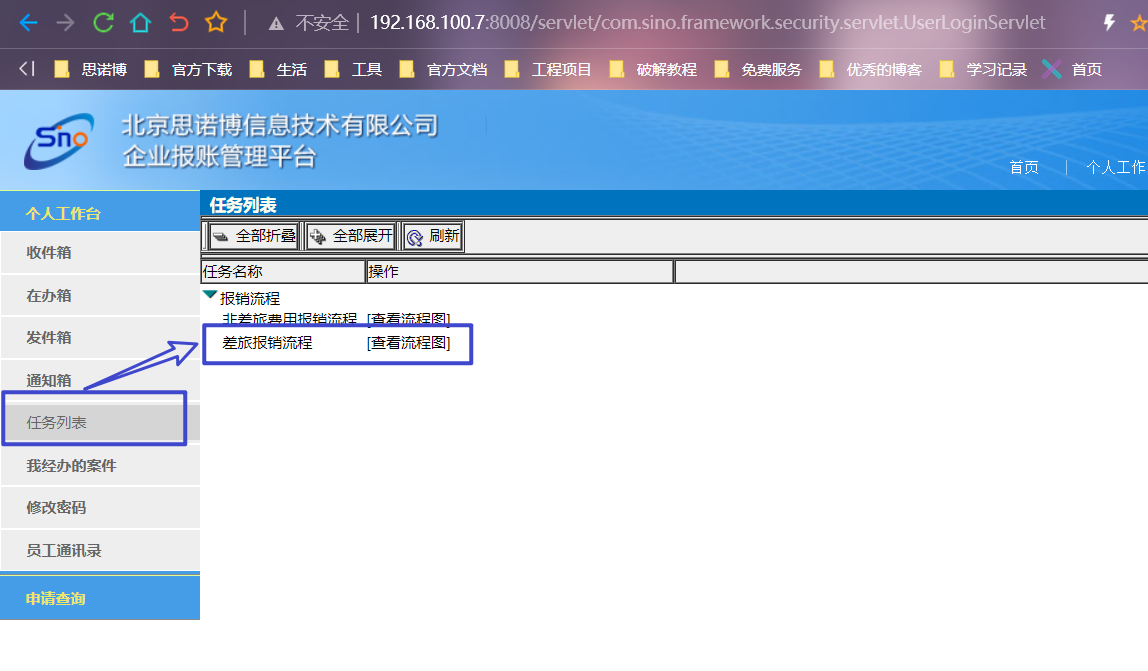 不安全 192.168.100.7:8008/servlet/com.sino.framework.security.servlet.UserLoginServlet
思诺博 官方下载 生活 工具 官方文档 工程项目 破解教程 免费服务 优秀的博客 学习记录 首页
Sino
北京思诺博信息技术有限公司
企业报账管理平台
首页 | 个人工作
个人工作台
收件箱
在办箱
发件箱
通知箱
任务列表
我经办的案件
修改密码
员工通讯录
申请查询
任务列表
全部折叠 全部展开 刷新
任务名称 操作
报销流程
非差旅费用报销流程 [查看流程图]
差旅报销流程 [查看流程图]